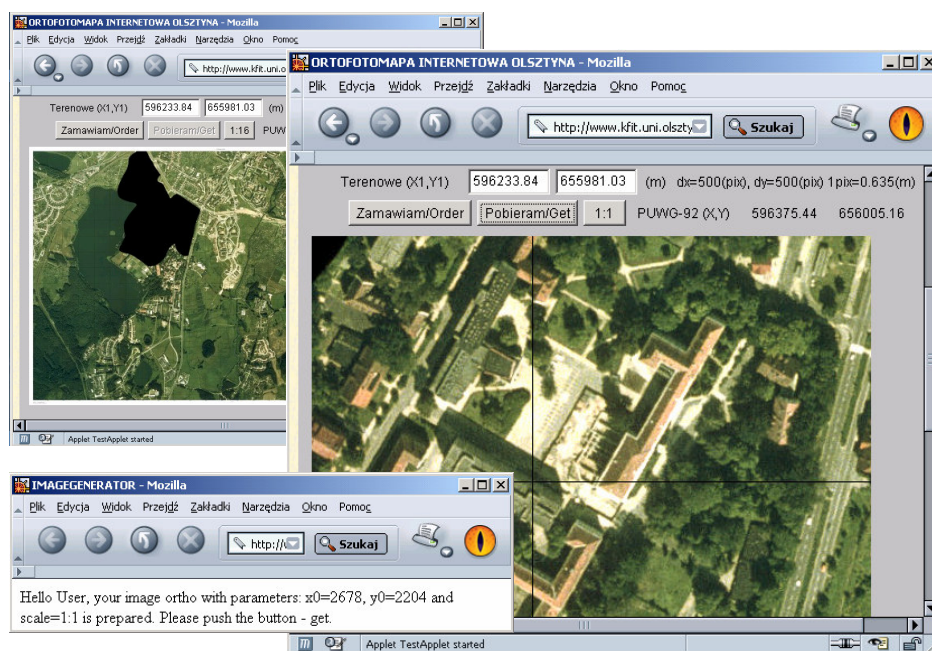 ORTOFOTOMAPA INTERNETOWA OLSZTYNA - Mozilla
Plik Edycja Widok Przejdź Zakładki Narzędzia Okno Pomoc
http://www.kfit.uni.o
Terenowe (X1,Y1) 596233.84 655981.03 (m)
Zamawiam/Order Pobieram/Get 1:16 PUW
Applet TestApplet started
ORTOFOTOMAPA INTERNETOWA OLSZTYNA - Mozilla
Plik Edycja Widok Przejdź Zakładki Narzędzia Okno Pomoc
http://www.kfit.uni.olszty Szukaj
Terenowe (X1,Y1) 596233.84 655981.03 (m) dx=500(pix), dy=500(pix) 1pix=0.635(m)
Zamawiam/Order Pobieram/Get 1:1 PUWG-92 (X,Y) 596375.44 656005.16
Applet TestApplet started
IMAGEGENERATOR - Mozilla
Plik Edycja Widok Przejdź Zakładki Narzędzia Okno Pomoc
http:// Szukaj
Hello User, your image ortho with parameters: x0=2678, y0=2204 and
scale=1:1 is prepared. Please push the button - get.